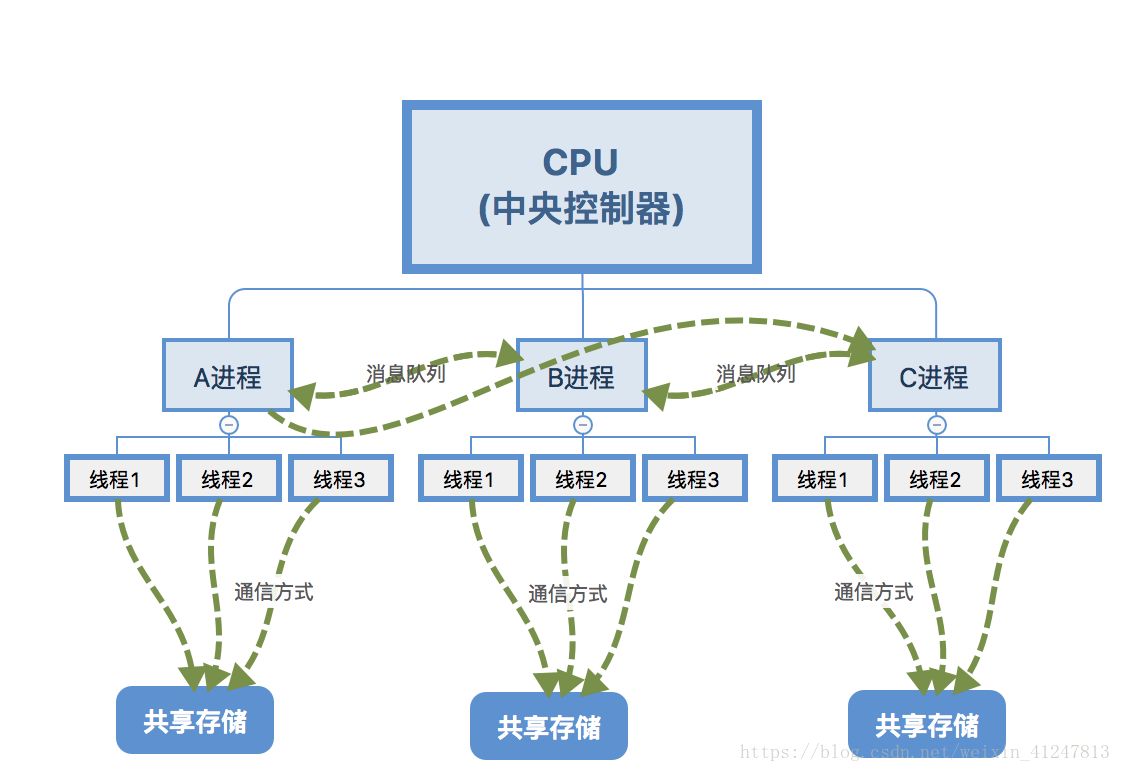 CPU
(中央控制器)
A进程
消息队列
B进程
消息队列
C进程
线程1
线程2
线程3
线程1
线程2
线程3
线程1
线程2
线程3
通信方式
通信方式
通信方式
共享存储
共享存储
共享存储
https://blog.csdn.net/weixin_41247813